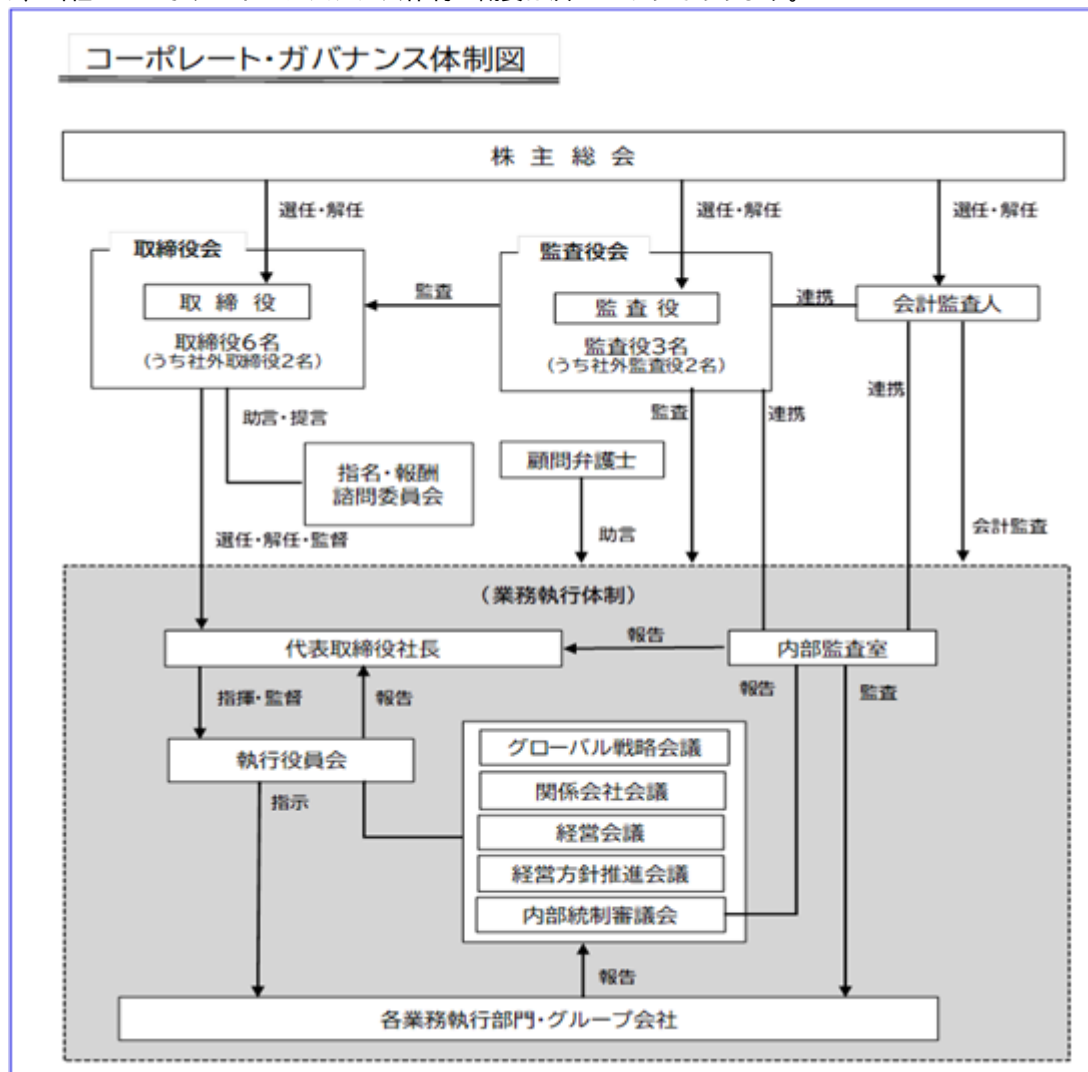 コーポレート・ガバナンス体制図
株主総会
選任・解任
選任・解任
選任・解任
取締役会
監査役会
取締役
監査
監査役
連携
会計監査人
取締役6名
(うち社外取締役2名)
監査役3名
(うち社外監査役2名)
助言・提言
監査
連携
連携
指名・報酬
諮問委員会
顧問弁護士
選任・解任・監督
助言
会計監査
(業務執行体制)
代表取締役社長
報告
内部監査室
指揮・監督
報告
報告
監査
執行役員会
グローバル戦略会議
関係会社会議
指示
経営会議
経営方針推進会議
内部統制審議会
報告
各業務執行部門・グループ会社